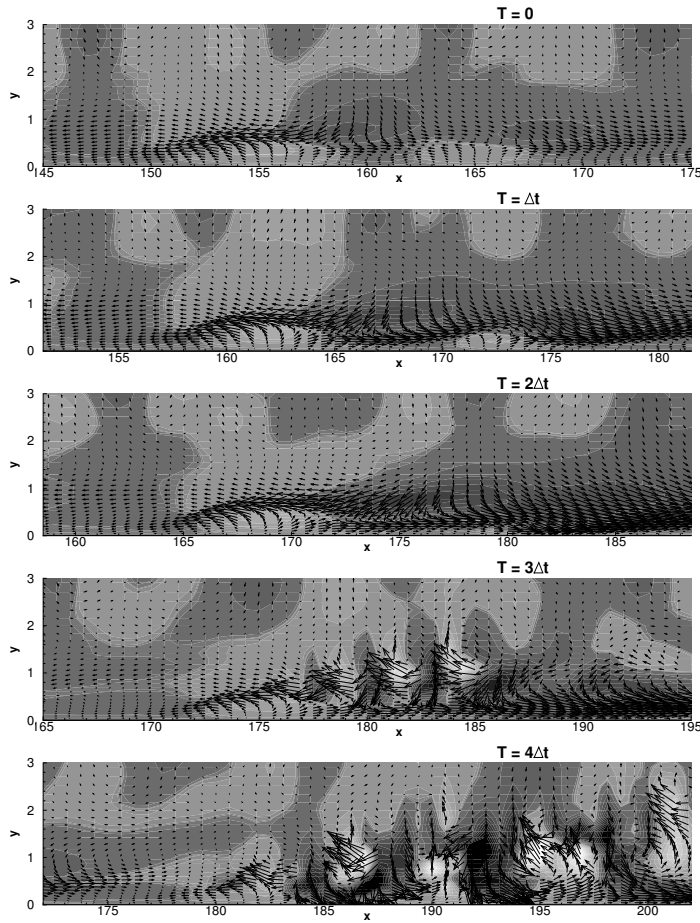 T = 0
3
2
y
1
0
145 150 155 160 165 170 175
x
T = Δt
3
2
y
1
0
155 160 165 170 175 180
x
T = 2Δt
3
2
y
1
0
160 165 170 175 180 185
x
T = 3Δt
3
2
y
1
0
165 170 175 180 185 190 195
x
T = 4Δt
3
2
y
1
0
175 180 185 190 195 200
x